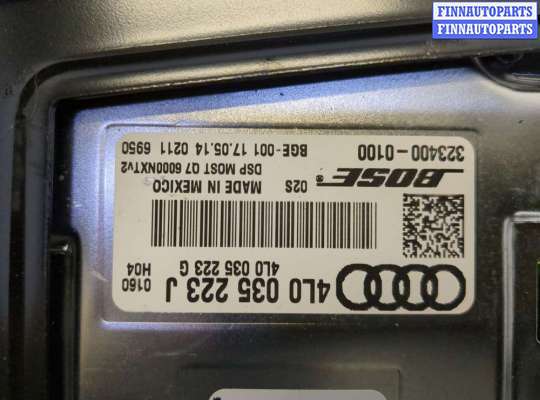 FINNAUTOPARTS
FINNAUTOPARTS
4L0 035 223 J
4L0 035 223 G
0160
H04
MADE IN MEXICO
02S
BOSE®
DSP MOST Q7 6000NXTv2
BGE-001 17.05.14 0211 6950
323400-0100